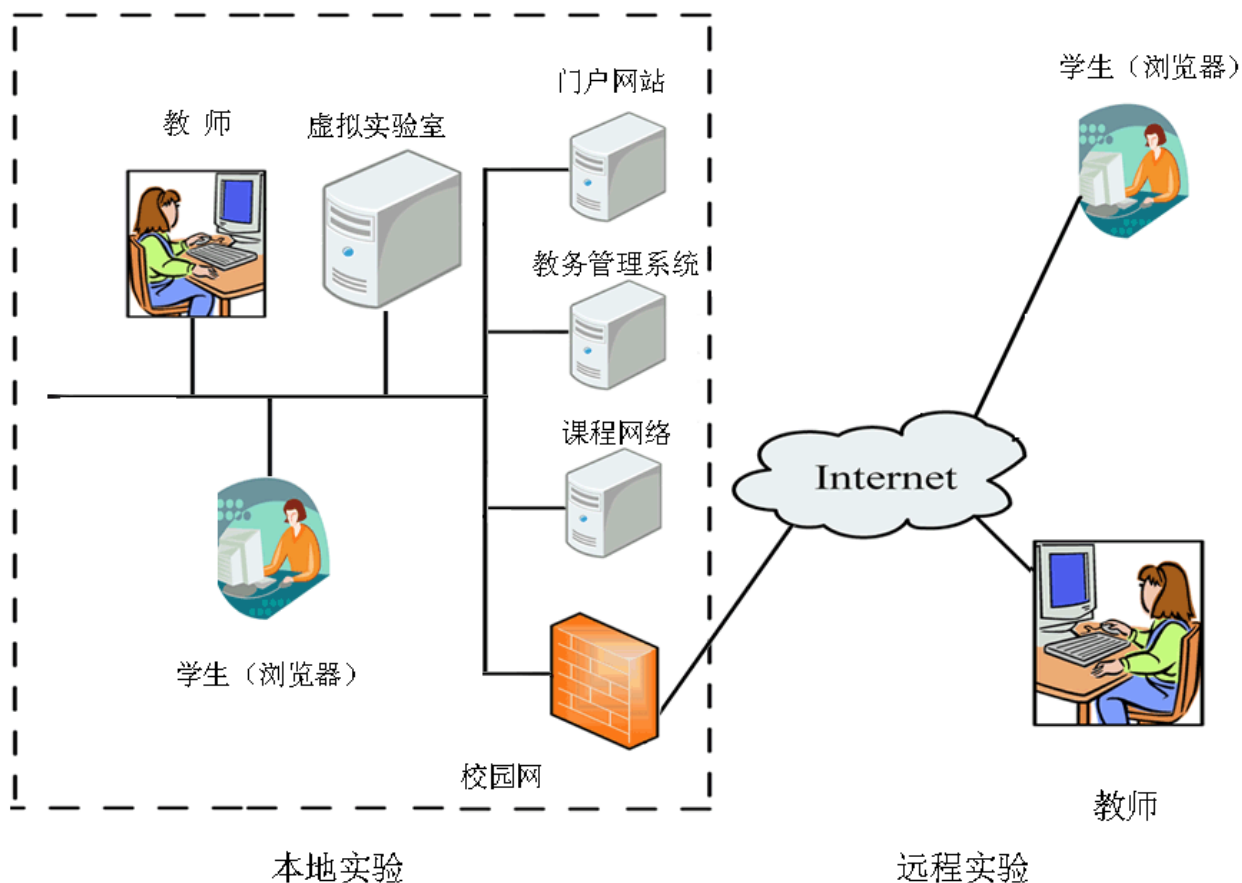 学生（浏览器）
门户网站
教 师
虚拟实验室
教务管理系统
课程网络
Internet
学生（浏览器）
校园网
教师
本地实验
远程实验